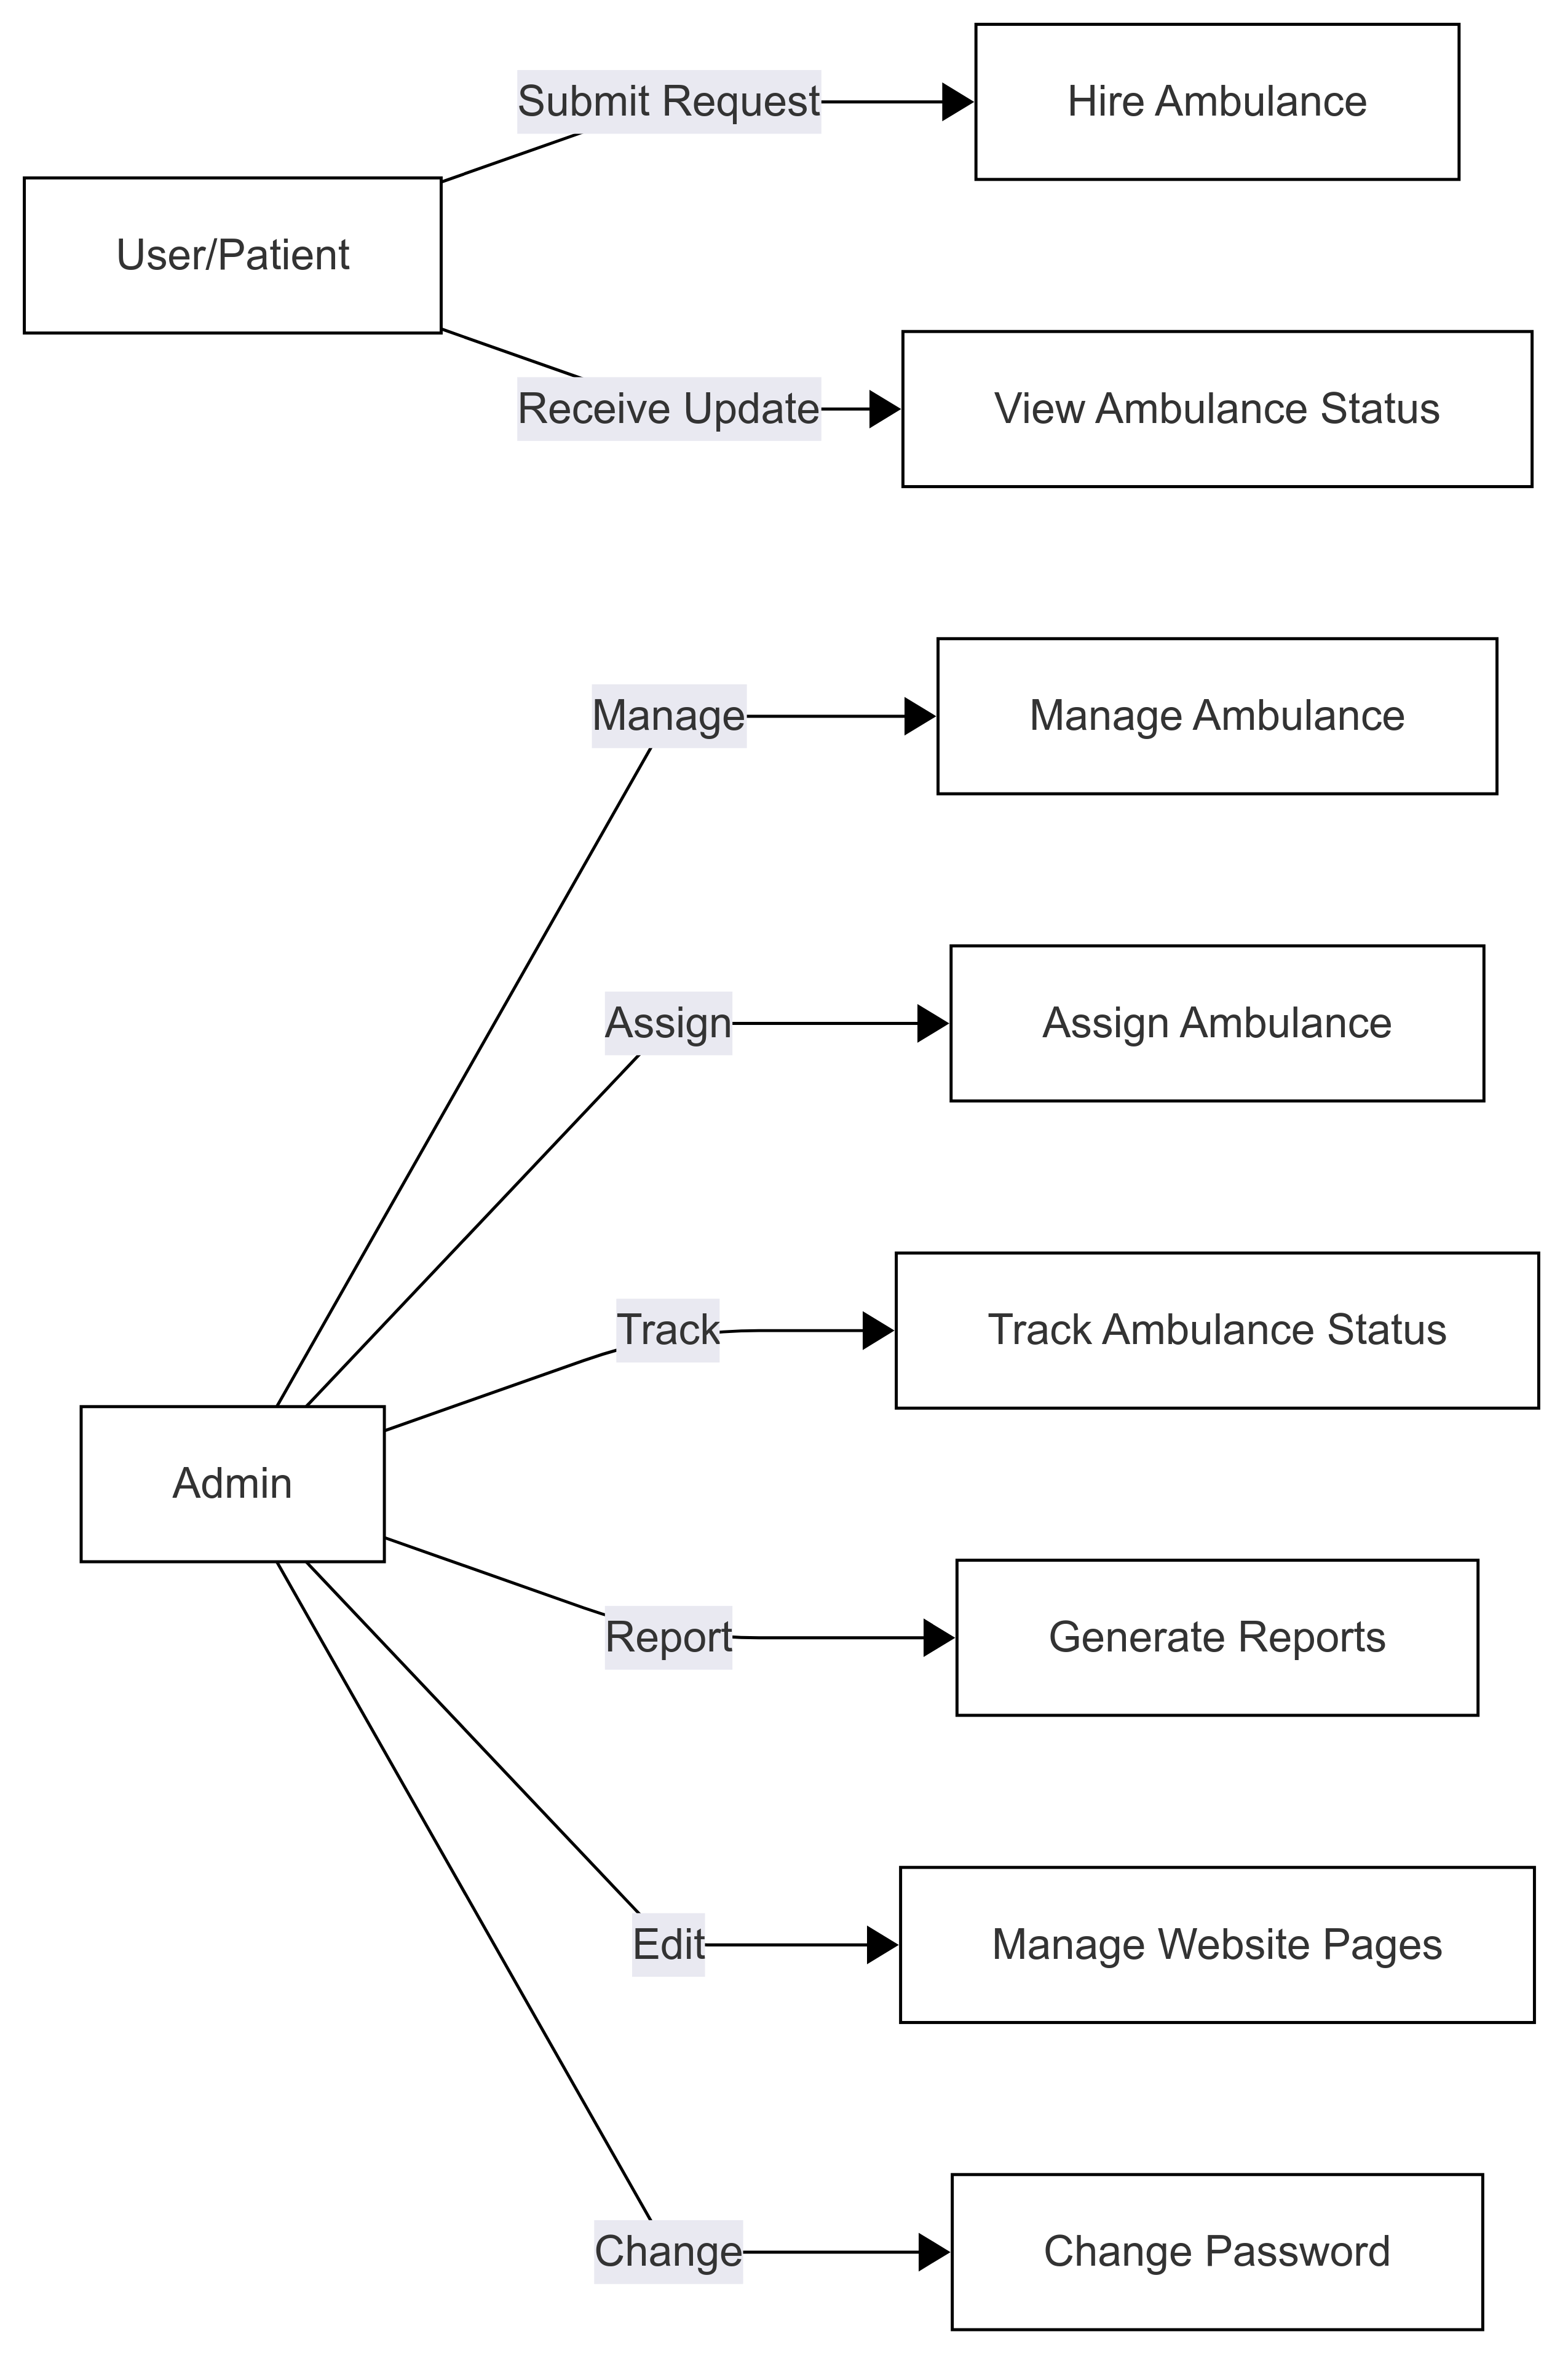 Submit Request
Hire Ambulance
User/Patient
Receive Update
View Ambulance Status
Manage
Manage Ambulance
Assign
Assign Ambulance
Track
Track Ambulance Status
Admin
Report
Generate Reports
Edit
Manage Website Pages
Change
Change Password